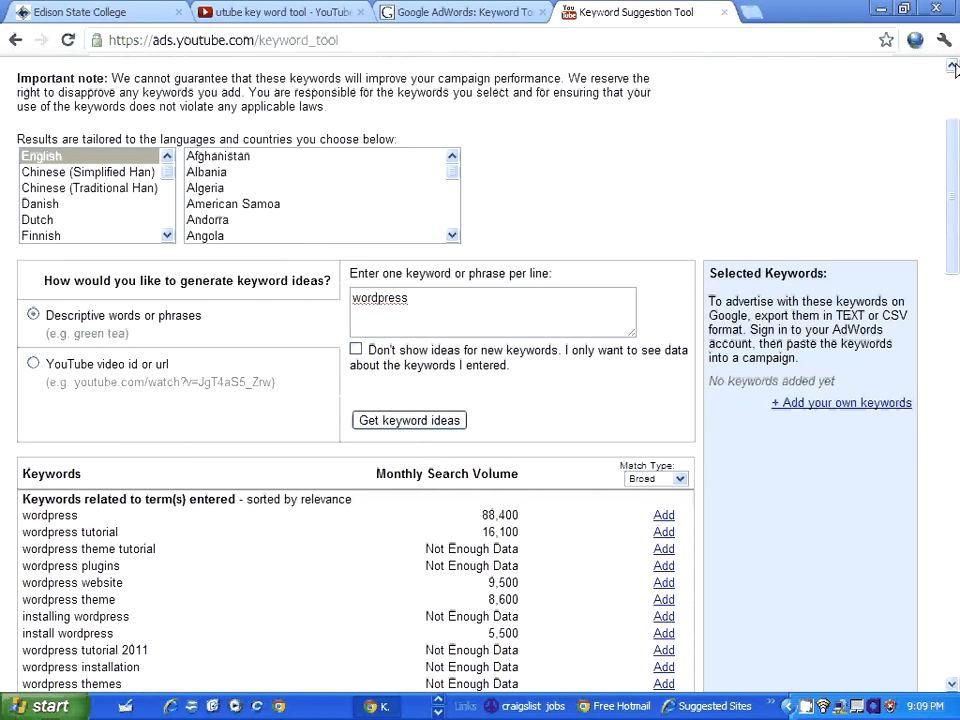 Edison State College
utube key word tool - YouTube
Google AdWords: Keyword To
Keyword Suggestion Tool
https://ads.youtube.com/keyword_tool
Important note: We cannot guarantee that these keywords will improve your campaign performance. We reserve the
right to disapprove any keywords you add. You are responsible for the keywords you select and for ensuring that your
use of the keywords does not violate any applicable laws.
Results are tailored to the languages and countries you choose below:
English
Chinese (Simplified Han)
Chinese (Traditional Han)
Danish
Dutch
Finnish
Afghanistan
Albania
Algeria
American Samoa
Andorra
Angola
How would you like to generate keyword ideas?
Descriptive words or phrases
(e.g. green tea)
YouTube video id or url
(e.g. youtube.com/watch?v=JgT4aS5_Zrw)
Enter one keyword or phrase per line:
wordpress
Don't show ideas for new keywords. I only want to see data
about the keywords I entered.
Get keyword ideas
Selected Keywords:
To advertise with these keywords on
Google, export them in TEXT or CSV
format. Sign in to your AdWords
account, then paste the keywords
into a campaign.
No keywords added yet
+ Add your own keywords
Keywords Monthly Search Volume Match Type:
Broad
Keywords related to term(s) entered - sorted by relevance
wordpress 88,400 Add
wordpress tutorial 16,100 Add
wordpress theme tutorial Not Enough Data Add
wordpress plugins Not Enough Data Add
wordpress website 9,500 Add
wordpress theme 8,600 Add
installing wordpress Not Enough Data Add
install wordpress 5,500 Add
wordpress tutorial 2011 Not Enough Data Add
wordpress installation Not Enough Data Add
wordpress themes Not Enough Data Add
start
K.
Links
craigslist jobs
Free Hotmail
Suggested Sites
9:09 PM